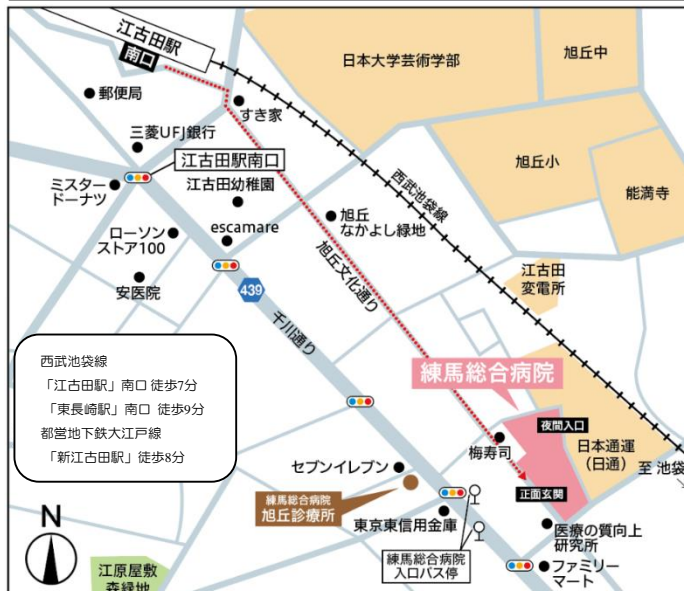 江古田駅
南口
日本大学芸術学部
旭丘中
郵便局
すき家
三菱UFJ銀行
江古田駅南口
旭丘小
ミスター
ドーナツ
江古田幼稚園
西武池袋線
能満寺
ローソン
ストア100
escamare
旭丘
なかよし緑地
旭丘文化通り
安医院
439
千川通り
江古田
変電所
西武池袋線
「江古田駅」南口 徒歩7分
「東長崎駅」南口 徒歩9分
都営地下鉄大江戸線
「新江古田駅」徒歩8分
練馬総合病院
夜間入口
梅寿司
日本通運
(日通)
至 池袋
セブンイレブン
正面玄関
練馬総合病院
旭丘診療所
東京東信用金庫
医療の質向上
研究所
練馬総合病院
入口バス停
ファミリー
マート
N
江原屋敷
森緑地